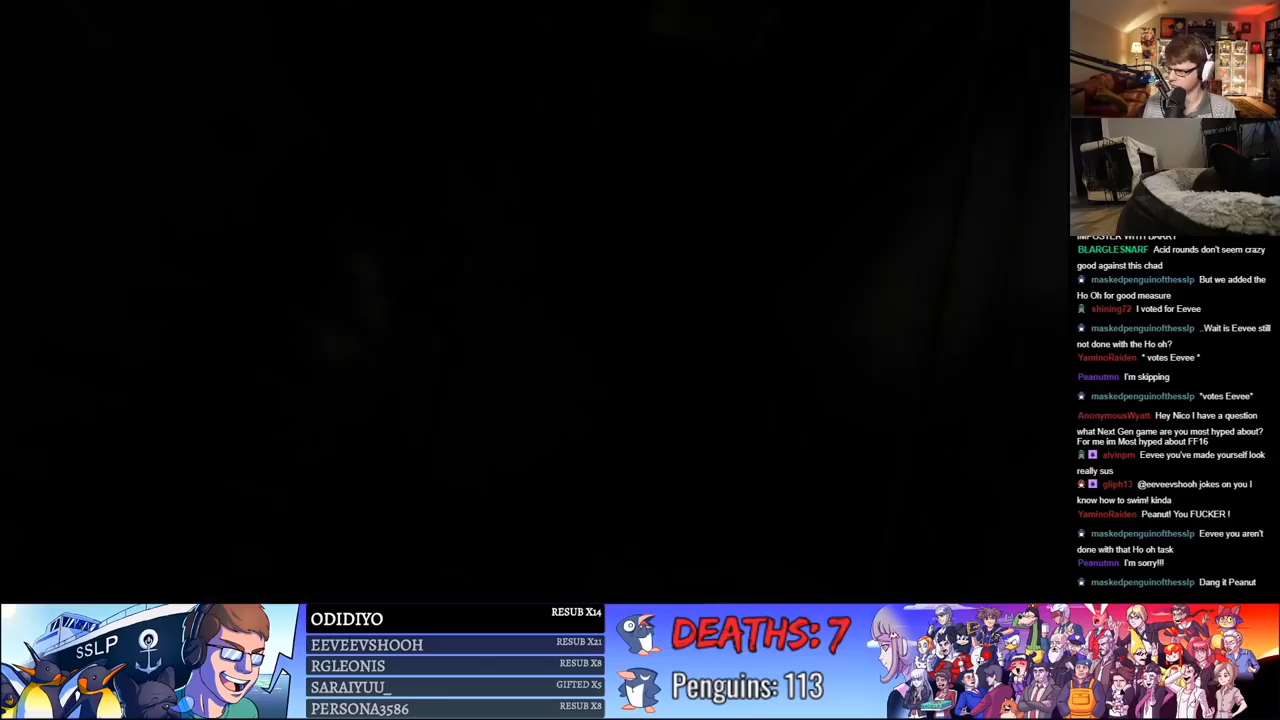 IMPOSTER WITH BARRY
BLARGLESNARF Acid rounds don't seem crazy
good against this chad
maskedpenguinofthesslp But we added the
Ho Oh for good measure
shining72 I voted for Eevee
maskedpenguinofthesslp ..Wait is Eevee still
not done with the Ho oh?
YaminoRaiden * votes Eevee *
Peanutmn I'm skipping
maskedpenguinofthesslp *votes Eevee*
AnonymousWyatt Hey Nico I have a question
what Next Gen game are you most hyped about?
For me im Most hyped about FF16
alvinpm Eevee you've made yourself look
really sus
gliph13 @eeveevshooh jokes on you I
know how to swim! kinda
YaminoRaiden Peanut! You FUCKER !
maskedpenguinofthesslp Eevee you aren't
done with that Ho oh task
Peanutmn I'm sorry!!!!
maskedpenguinofthesslp Dang it Peanut
SSLP
ODIDIYO RESUB X14
EEVEEVSHOOH RESUB X21
RGLEONIS RESUB X8
SARAIYUU_ GIFTED X5
PERSONA3586 RESUB X8
DEATHS: 7
Penguins: 113